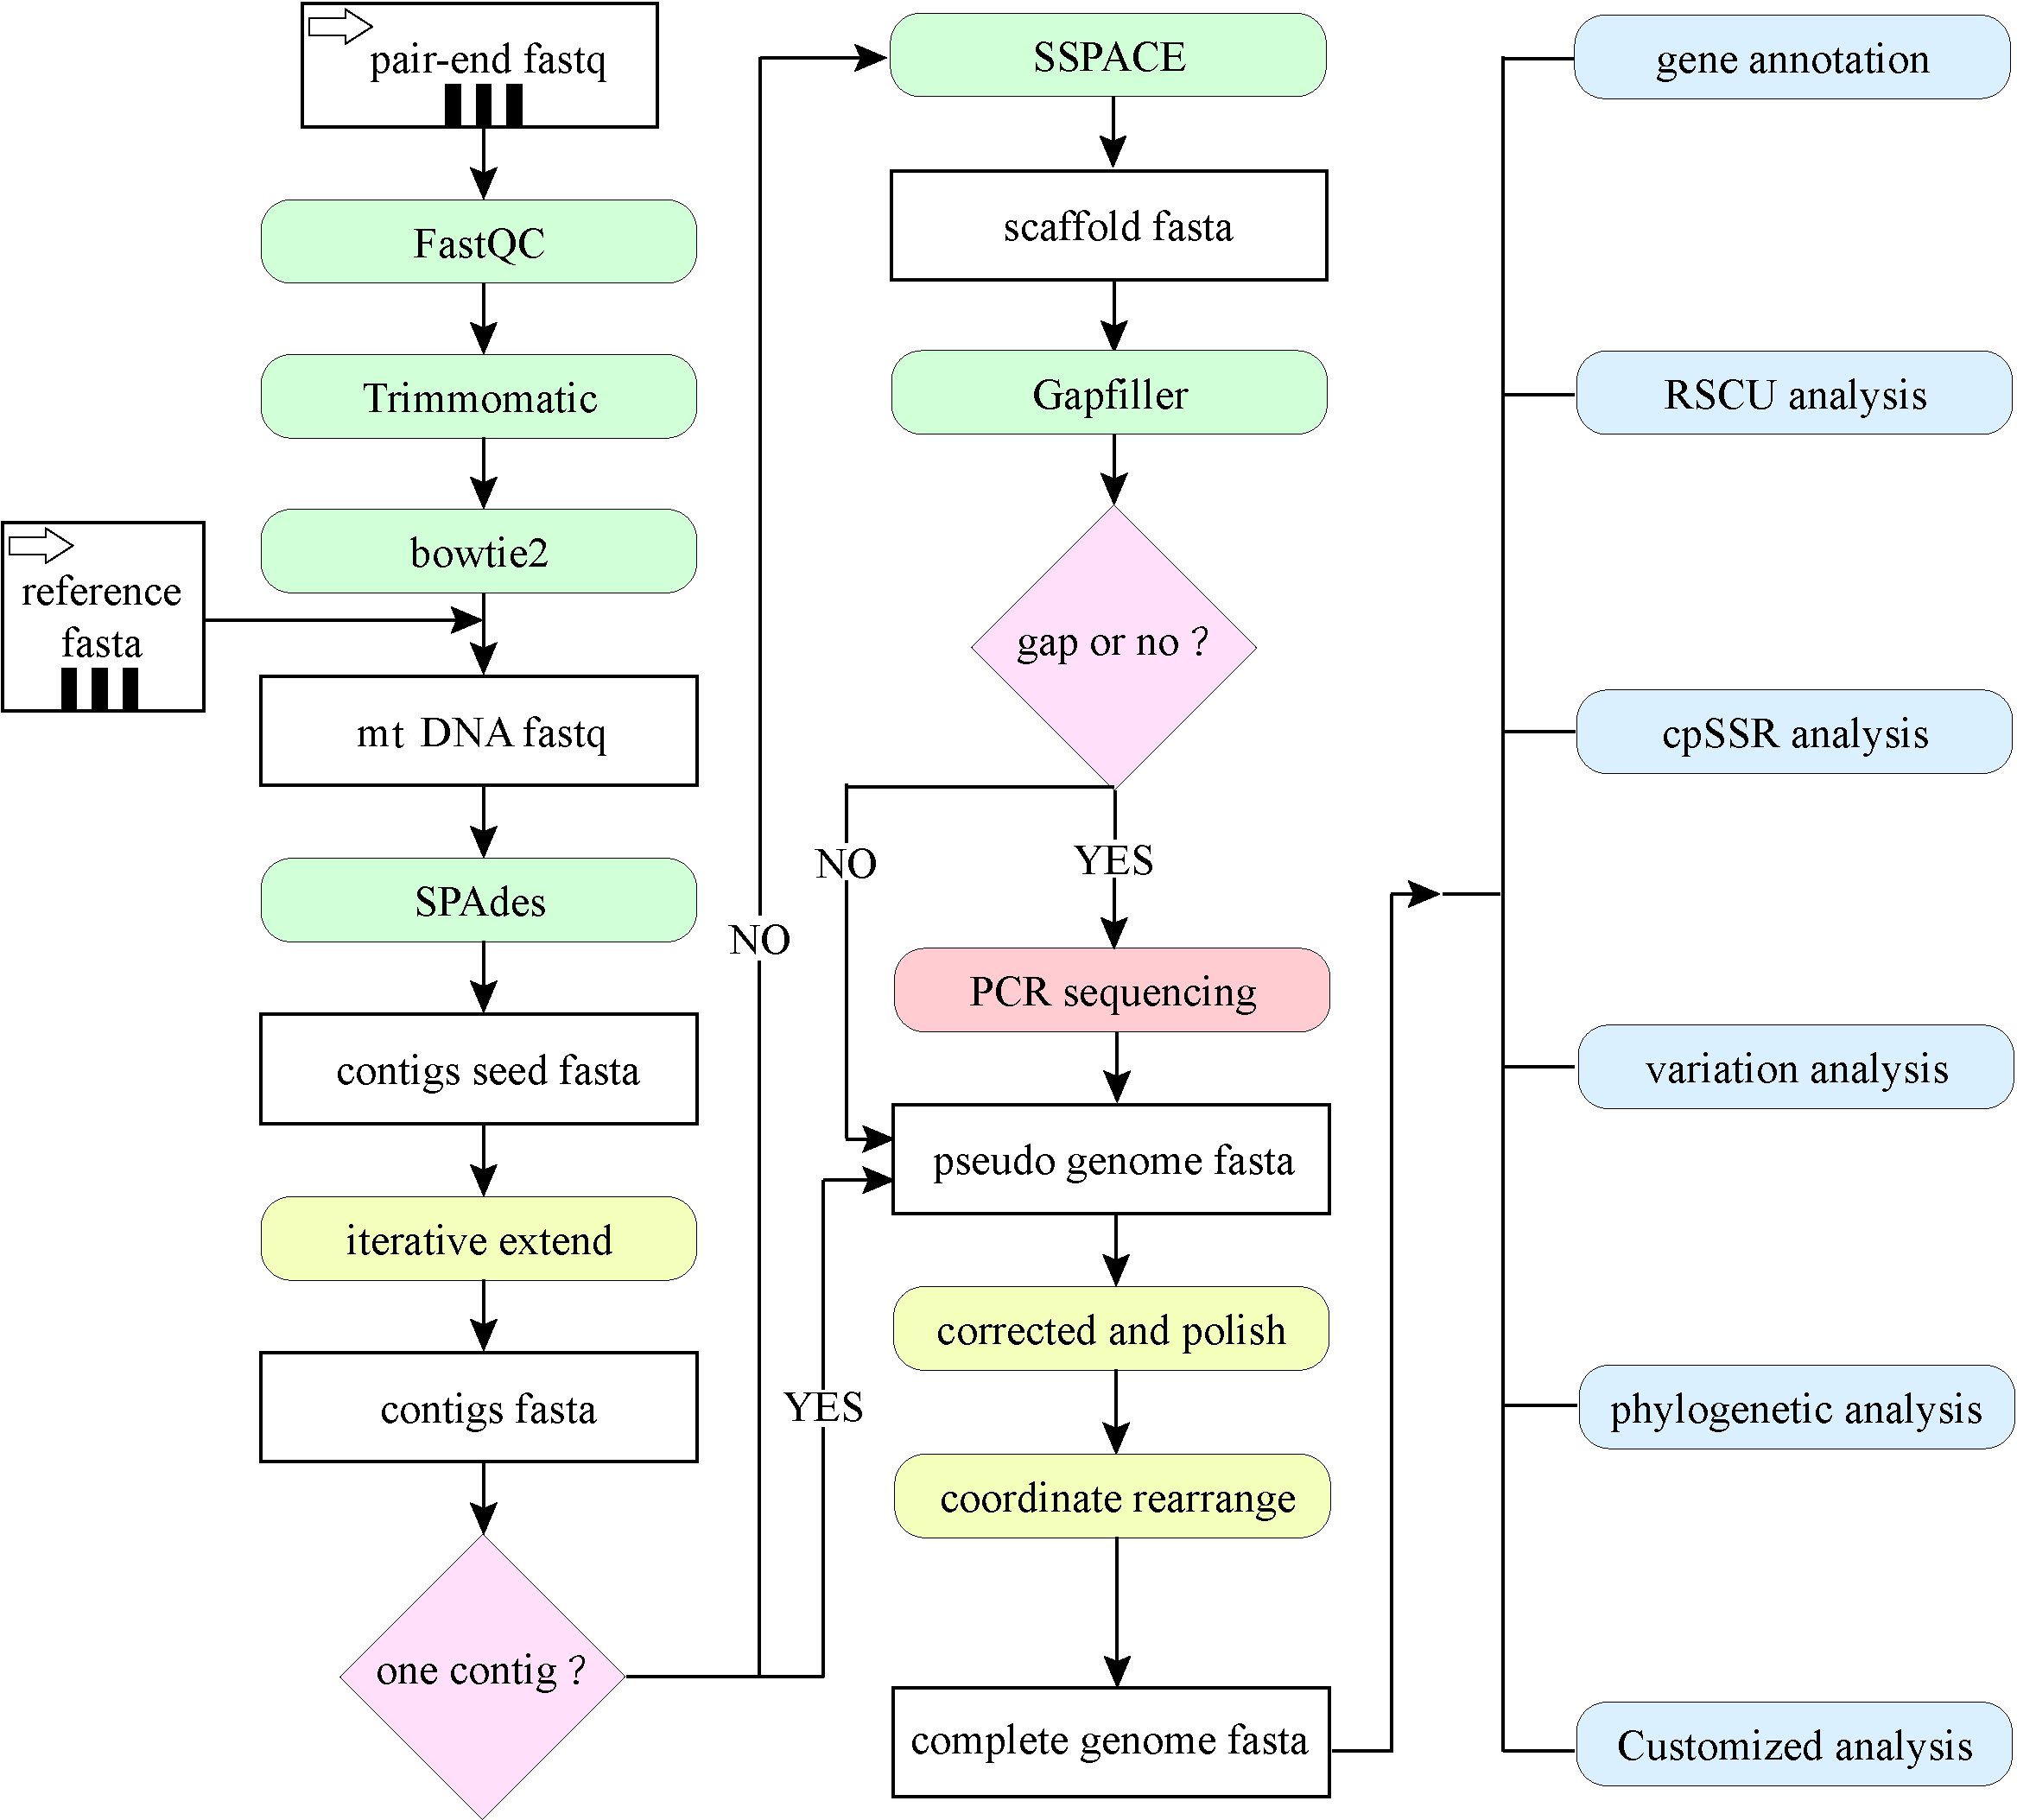 pair-end fastq
FastQC
Trimmomatic
bowtie2
reference
fasta
mt DNA fastq
SPAdes
contigs seed fasta
iterative extend
contigs fasta
one contig ?
NO
YES
SSPACE
scaffold fasta
Gapfiller
gap or no ?
NO
YES
PCR sequencing
pseudo genome fasta
corrected and polish
coordinate rearrange
complete genome fasta
gene annotation
RSCU analysis
cpSSR analysis
variation analysis
phylogenetic analysis
Customized analysis